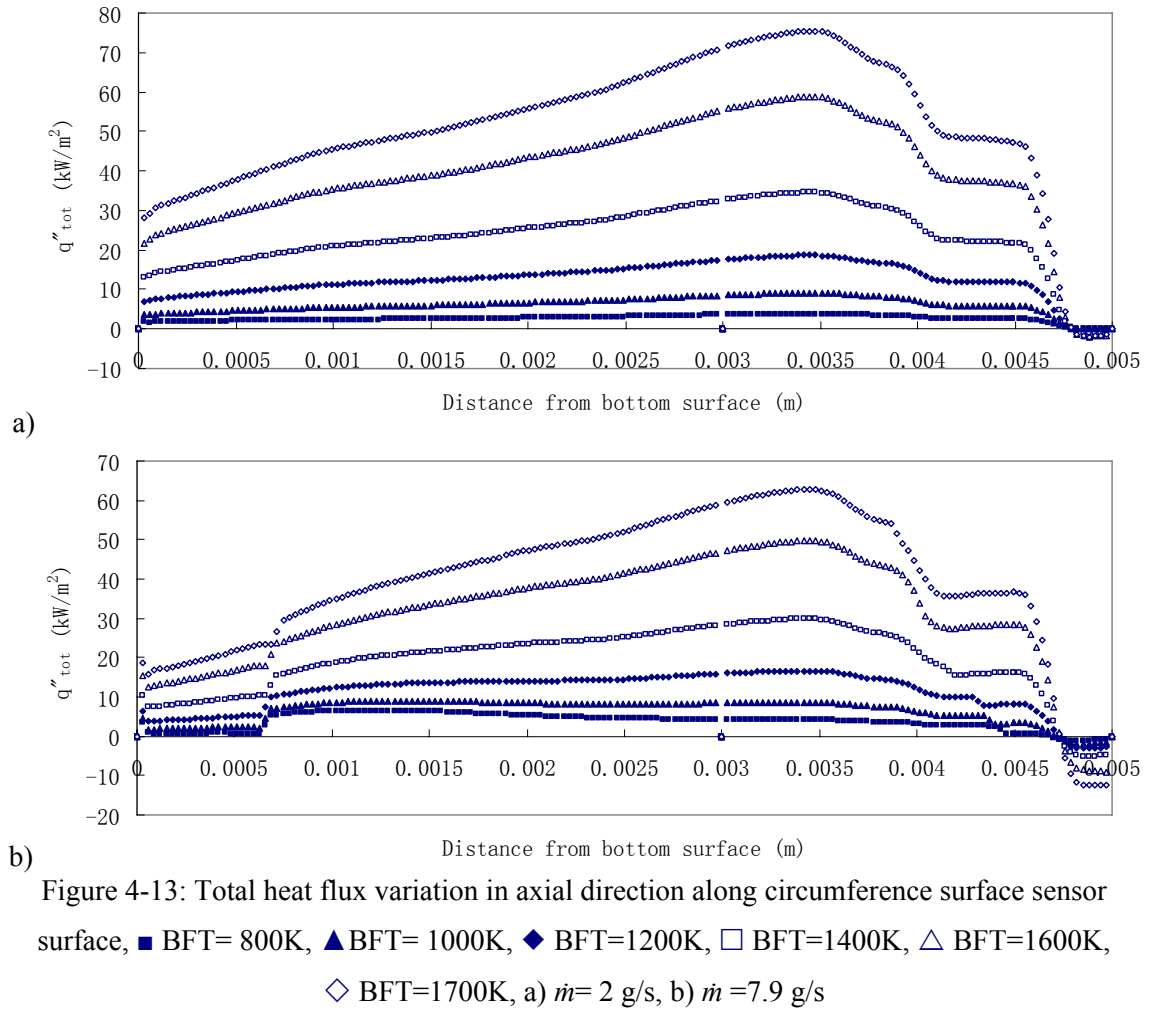 80
70
60
50
40
30
20
10
0
-10
q″tot (kW/m²)
0 0.0005 0.001 0.0015 0.002 0.0025 0.003 0.0035 0.004 0.0045 0.005
Distance from bottom surface (m)
a)
70
60
50
40
30
20
10
0
-10
-20
q″tot (kW/m²)
0 0.0005 0.001 0.0015 0.002 0.0025 0.003 0.0035 0.004 0.0045 0.005
Distance from bottom surface (m)
b)
Figure 4-13: Total heat flux variation in axial direction along circumference surface sensor
surface, ■ BFT= 800K, ▲BFT= 1000K, ◆ BFT=1200K, □ BFT=1400K, △ BFT=1600K,
◇ BFT=1700K, a) ṁ= 2 g/s, b) ṁ =7.9 g/s